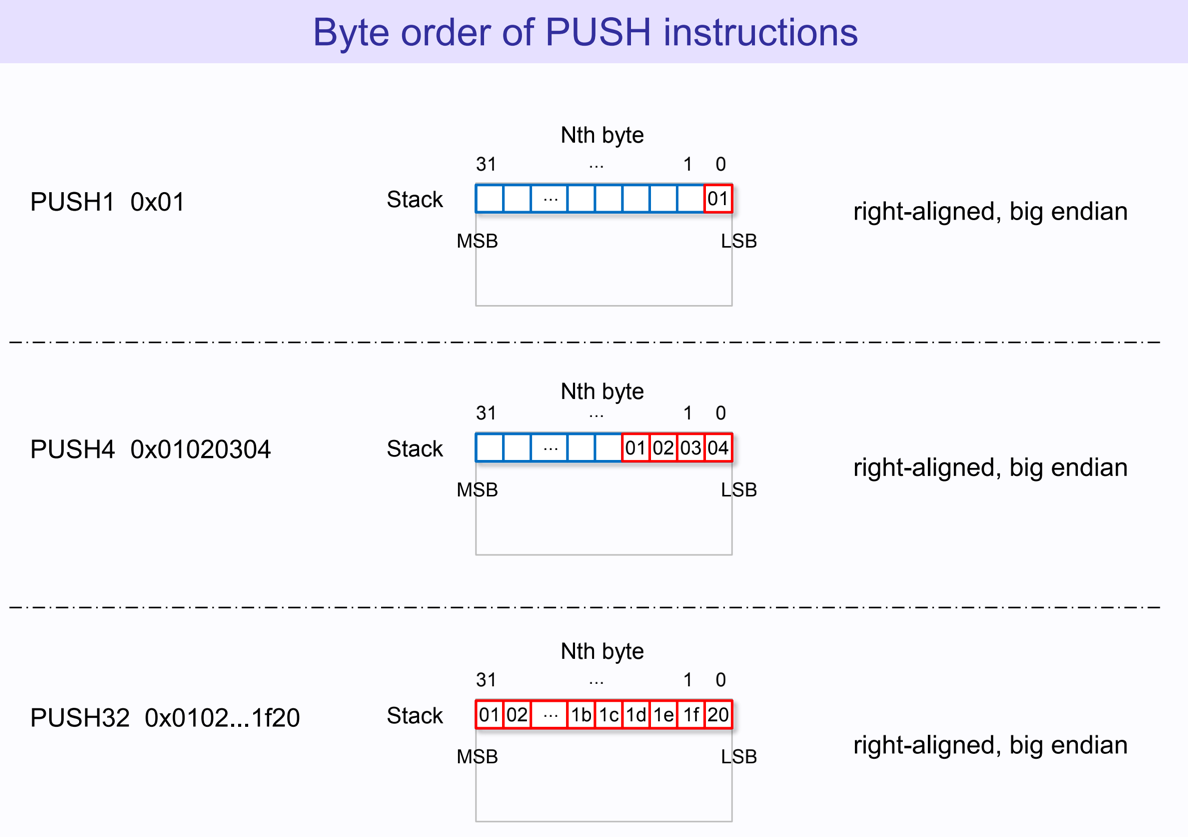 Byte order of PUSH instructions
Nth byte
31 ... 1 0
PUSH1 0x01
Stack
... 01
right-aligned, big endian
MSB LSB
Nth byte
31 ... 1 0
PUSH4 0x01020304
Stack
... 01 02 03 04
right-aligned, big endian
MSB LSB
Nth byte
31 ... 1 0
PUSH32 0x0102...1f20
Stack
01 02 ... 1b 1c 1d 1e 1f 20
right-aligned, big endian
MSB LSB